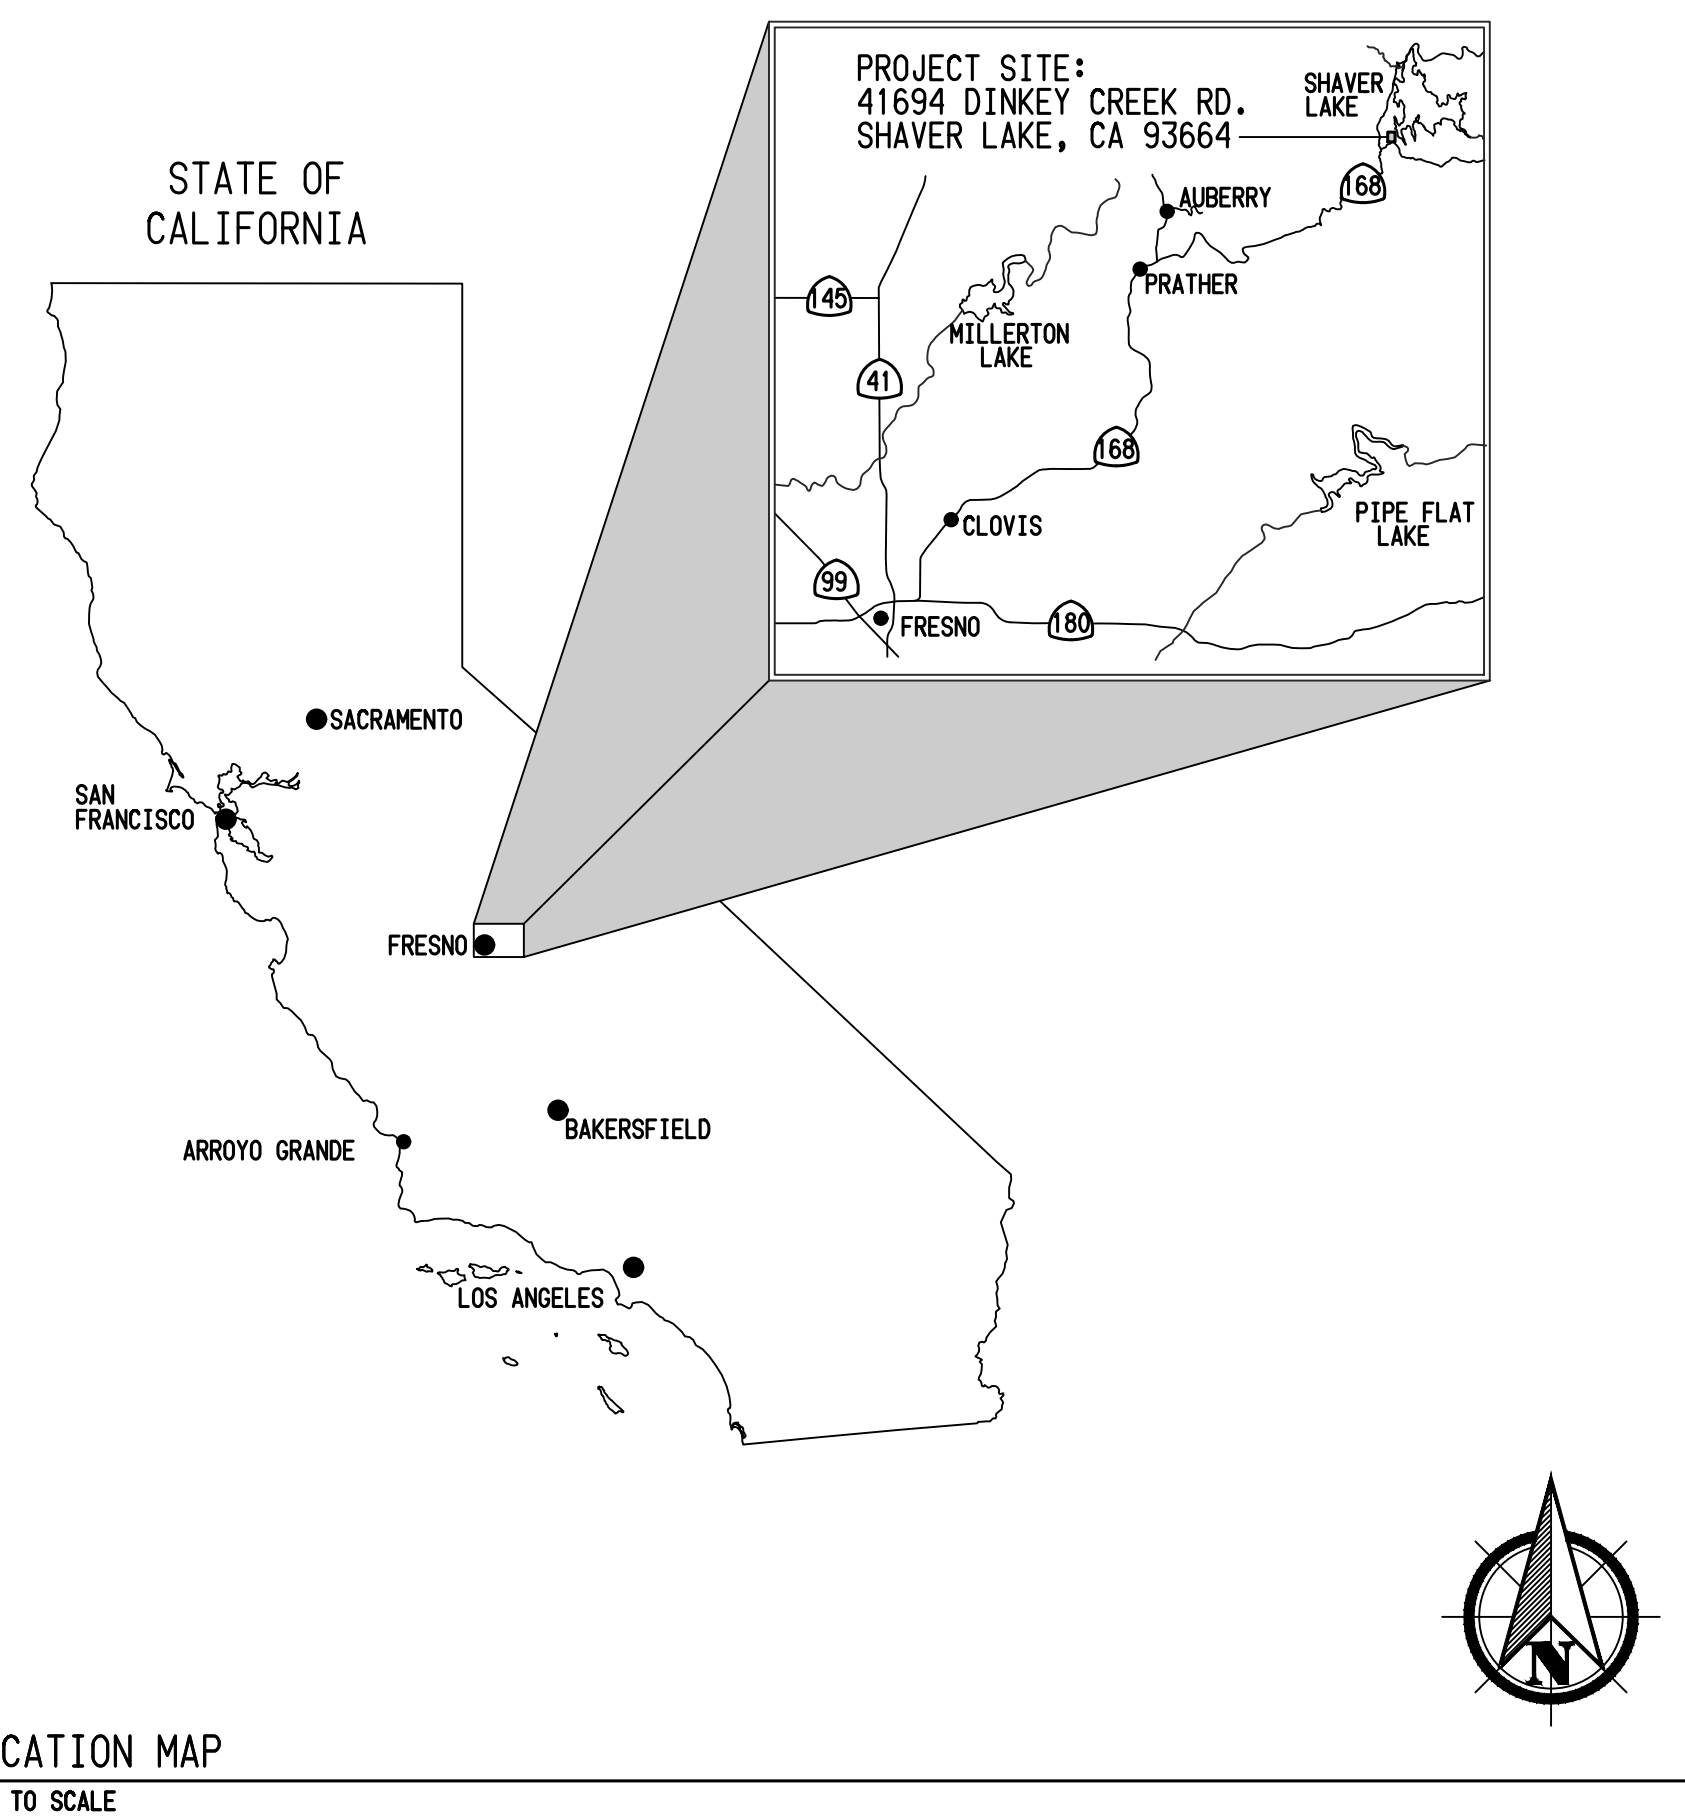 PROJECT SITE:
41694 DINKEY CREEK RD.
SHAVER LAKE, CA 93664
SHAVER
LAKE
168
AUBERRY
PRATHER
145
MILLERTON
LAKE
41
168
CLOVIS
PIPE FLAT
LAKE
99
FRESNO
180
STATE OF
CALIFORNIA
SACRAMENTO
SAN
FRANCISCO
FRESNO
BAKERSFIELD
ARROYO GRANDE
LOS ANGELES
N
CATION MAP
TO SCALE